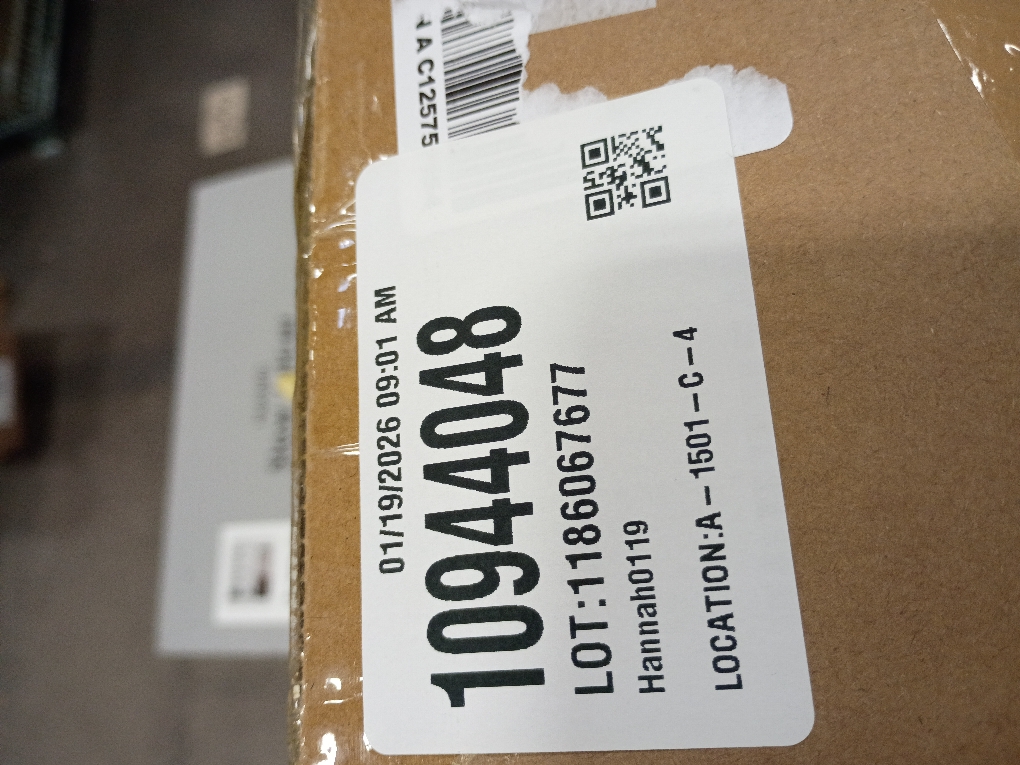 01/19/2026 09:01 AM
10944048
LOT:1186067677
Hannah0119
LOCATION:A-1501-C-4
A C12575